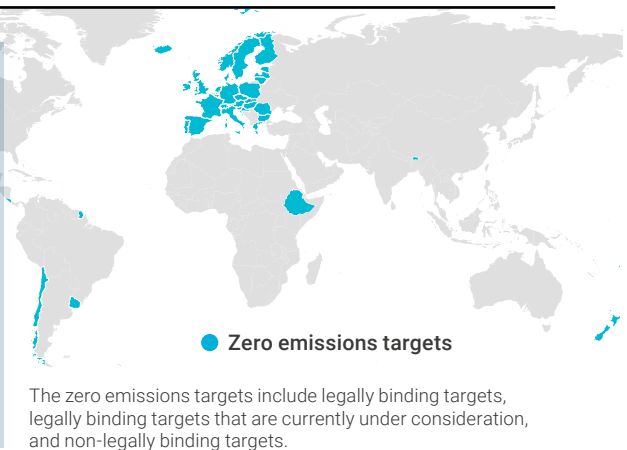 Zero emissions targets
The zero emissions targets include legally binding targets,
legally binding targets that are currently under consideration,
and non-legally binding targets.